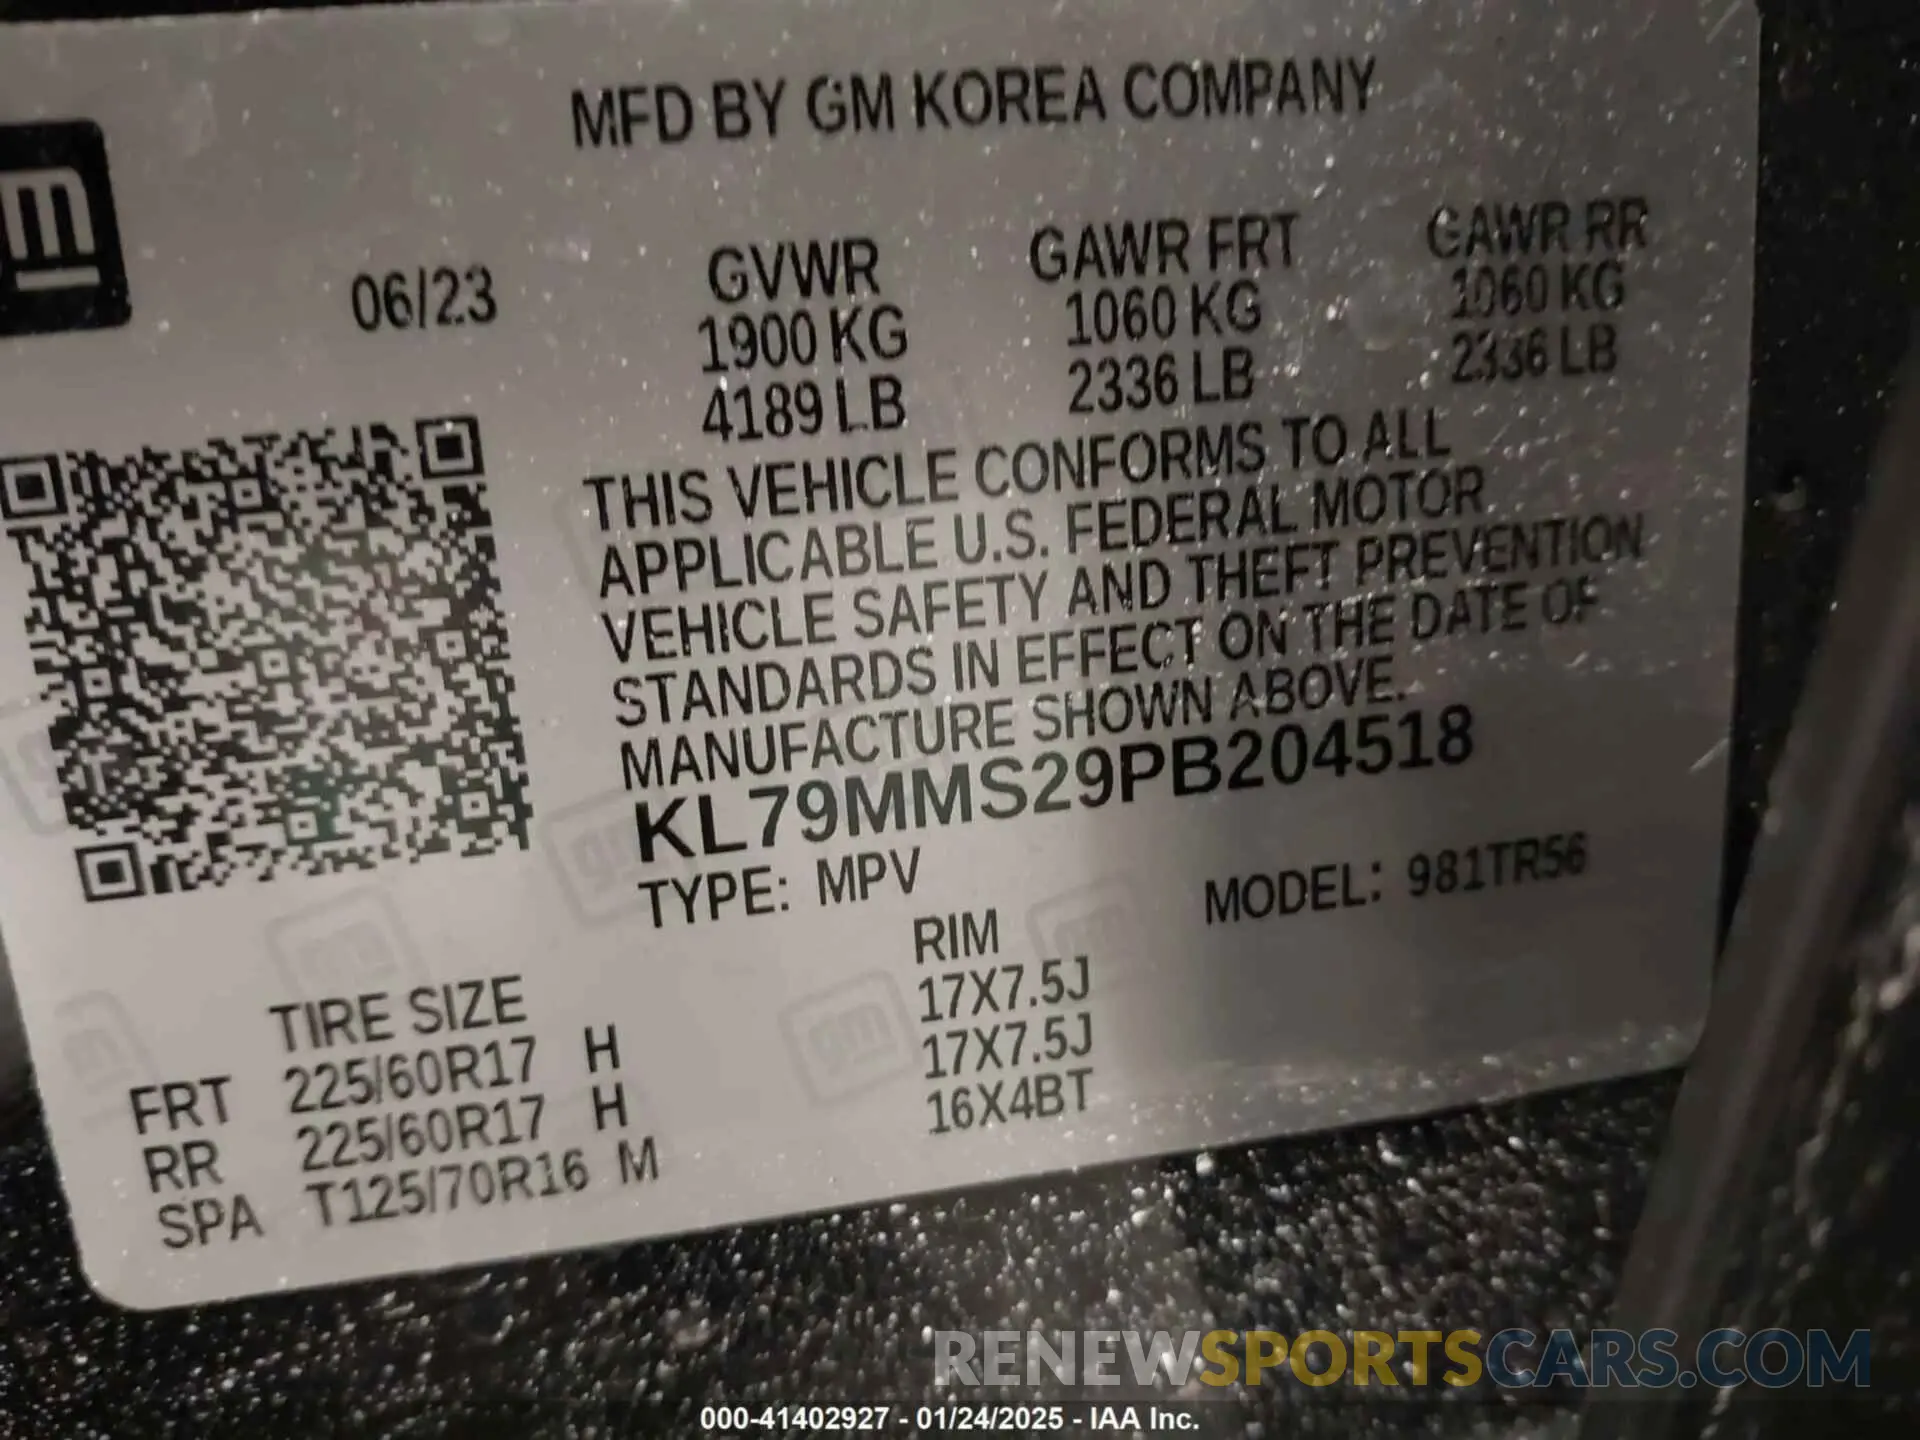 MFD BY GM KOREA COMPANY
gm
06/23
GVWR GAWR FRT GAWR RR
1900 KG 1060 KG 1060 KG
4189 LB 2336 LB 2336 LB
THIS VEHICLE CONFORMS TO ALL
APPLICABLE U.S. FEDERAL MOTOR
VEHICLE SAFETY AND THEFT PREVENTION
STANDARDS IN EFFECT ON THE DATE OF
MANUFACTURE SHOWN ABOVE.
KL79MMS29PB204518
TYPE: MPV MODEL: 981TR56
TIRE SIZE RIM
FRT 225/60R17 H 17X7.5J
RR 225/60R17 H 17X7.5J
SPA T125/70R16 M 16X4BT
RENEWSPORTSCARS.COM
000-41402927 - 01/24/2025 - IAA Inc.